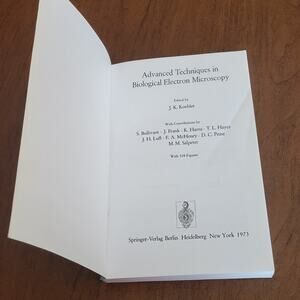 Advanced Techniques in
Biological Electron Microscopy
Edited by
J. K. Koehler
With Contributions by
S. Bullivant · J. Frank · K. Hama · T. L. Hayes
J. H. Luft · F. A. McHenry · D. C. Pease
M. M. Salpeter
With 108 Figures
Springer-Verlag Berlin Heidelberg New York 1973